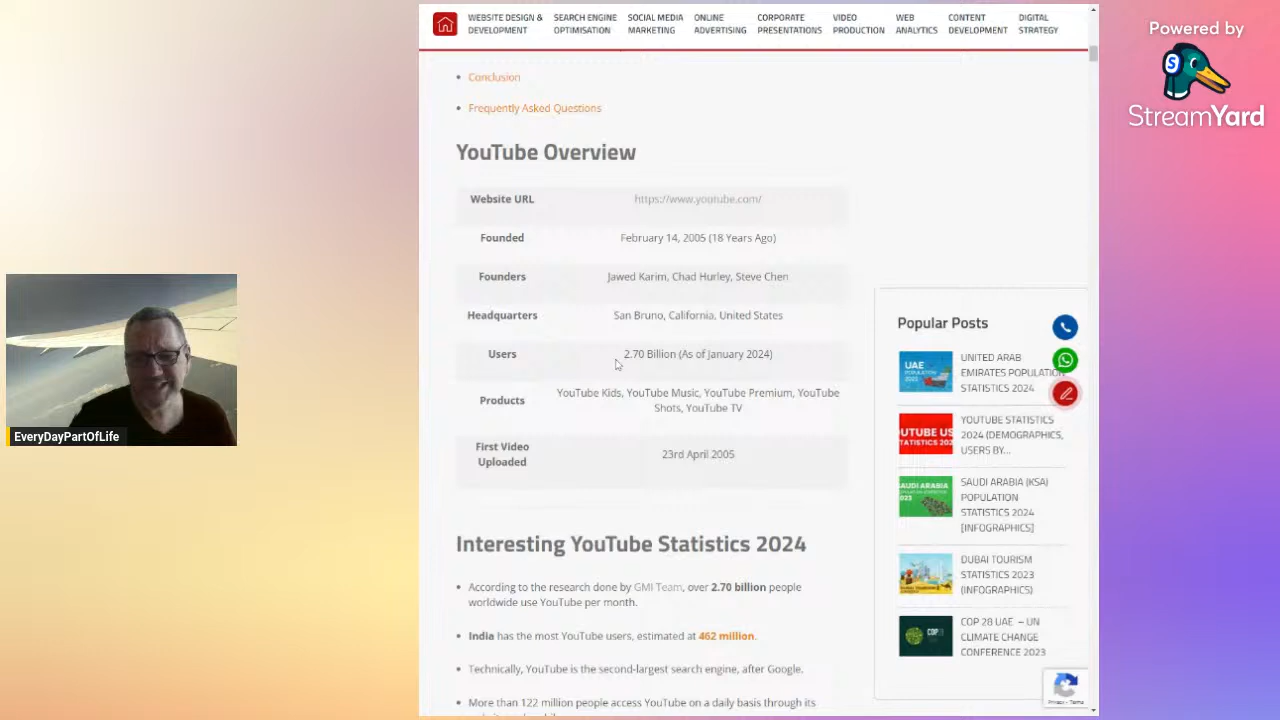 WEBSITE DESIGN & DEVELOPMENT
SEARCH ENGINE OPTIMISATION
SOCIAL MEDIA MARKETING
ONLINE ADVERTISING
CORPORATE PRESENTATIONS
VIDEO PRODUCTION
WEB ANALYTICS
CONTENT DEVELOPMENT
DIGITAL STRATEGY
Powered by
StreamYard
Conclusion
Frequently Asked Questions
YouTube Overview
Website URL https://www.youtube.com/
Founded February 14, 2005 (18 Years Ago)
Founders Jawed Karim, Chad Hurley, Steve Chen
Headquarters San Bruno, California, United States
Users 2.70 Billion (As of January 2024)
Products YouTube Kids, YouTube Music, YouTube Premium, YouTube
Shots, YouTube TV
First Video
Uploaded
23rd April 2005
Interesting YouTube Statistics 2024
According to the research done by GMI Team, over 2.70 billion people
worldwide use YouTube per month.
India has the most YouTube users, estimated at 462 million.
Technically, YouTube is the second-largest search engine, after Google.
More than 122 million people access YouTube on a daily basis through its
Popular Posts
UNITED ARAB
EMIRATES POPULATION
STATISTICS 2024
YOUTUBE STATISTICS
2024 (DEMOGRAPHICS,
USERS BY...
SAUDI ARABIA (KSA)
POPULATION
STATISTICS 2024
[INFOGRAPHICS]
DUBAI TOURISM
STATISTICS 2023
(INFOGRAPHICS)
COP 28 UAE – UN
CLIMATE CHANGE
CONFERENCE 2023
Privacy - Terms
EveryDayPartOfLife